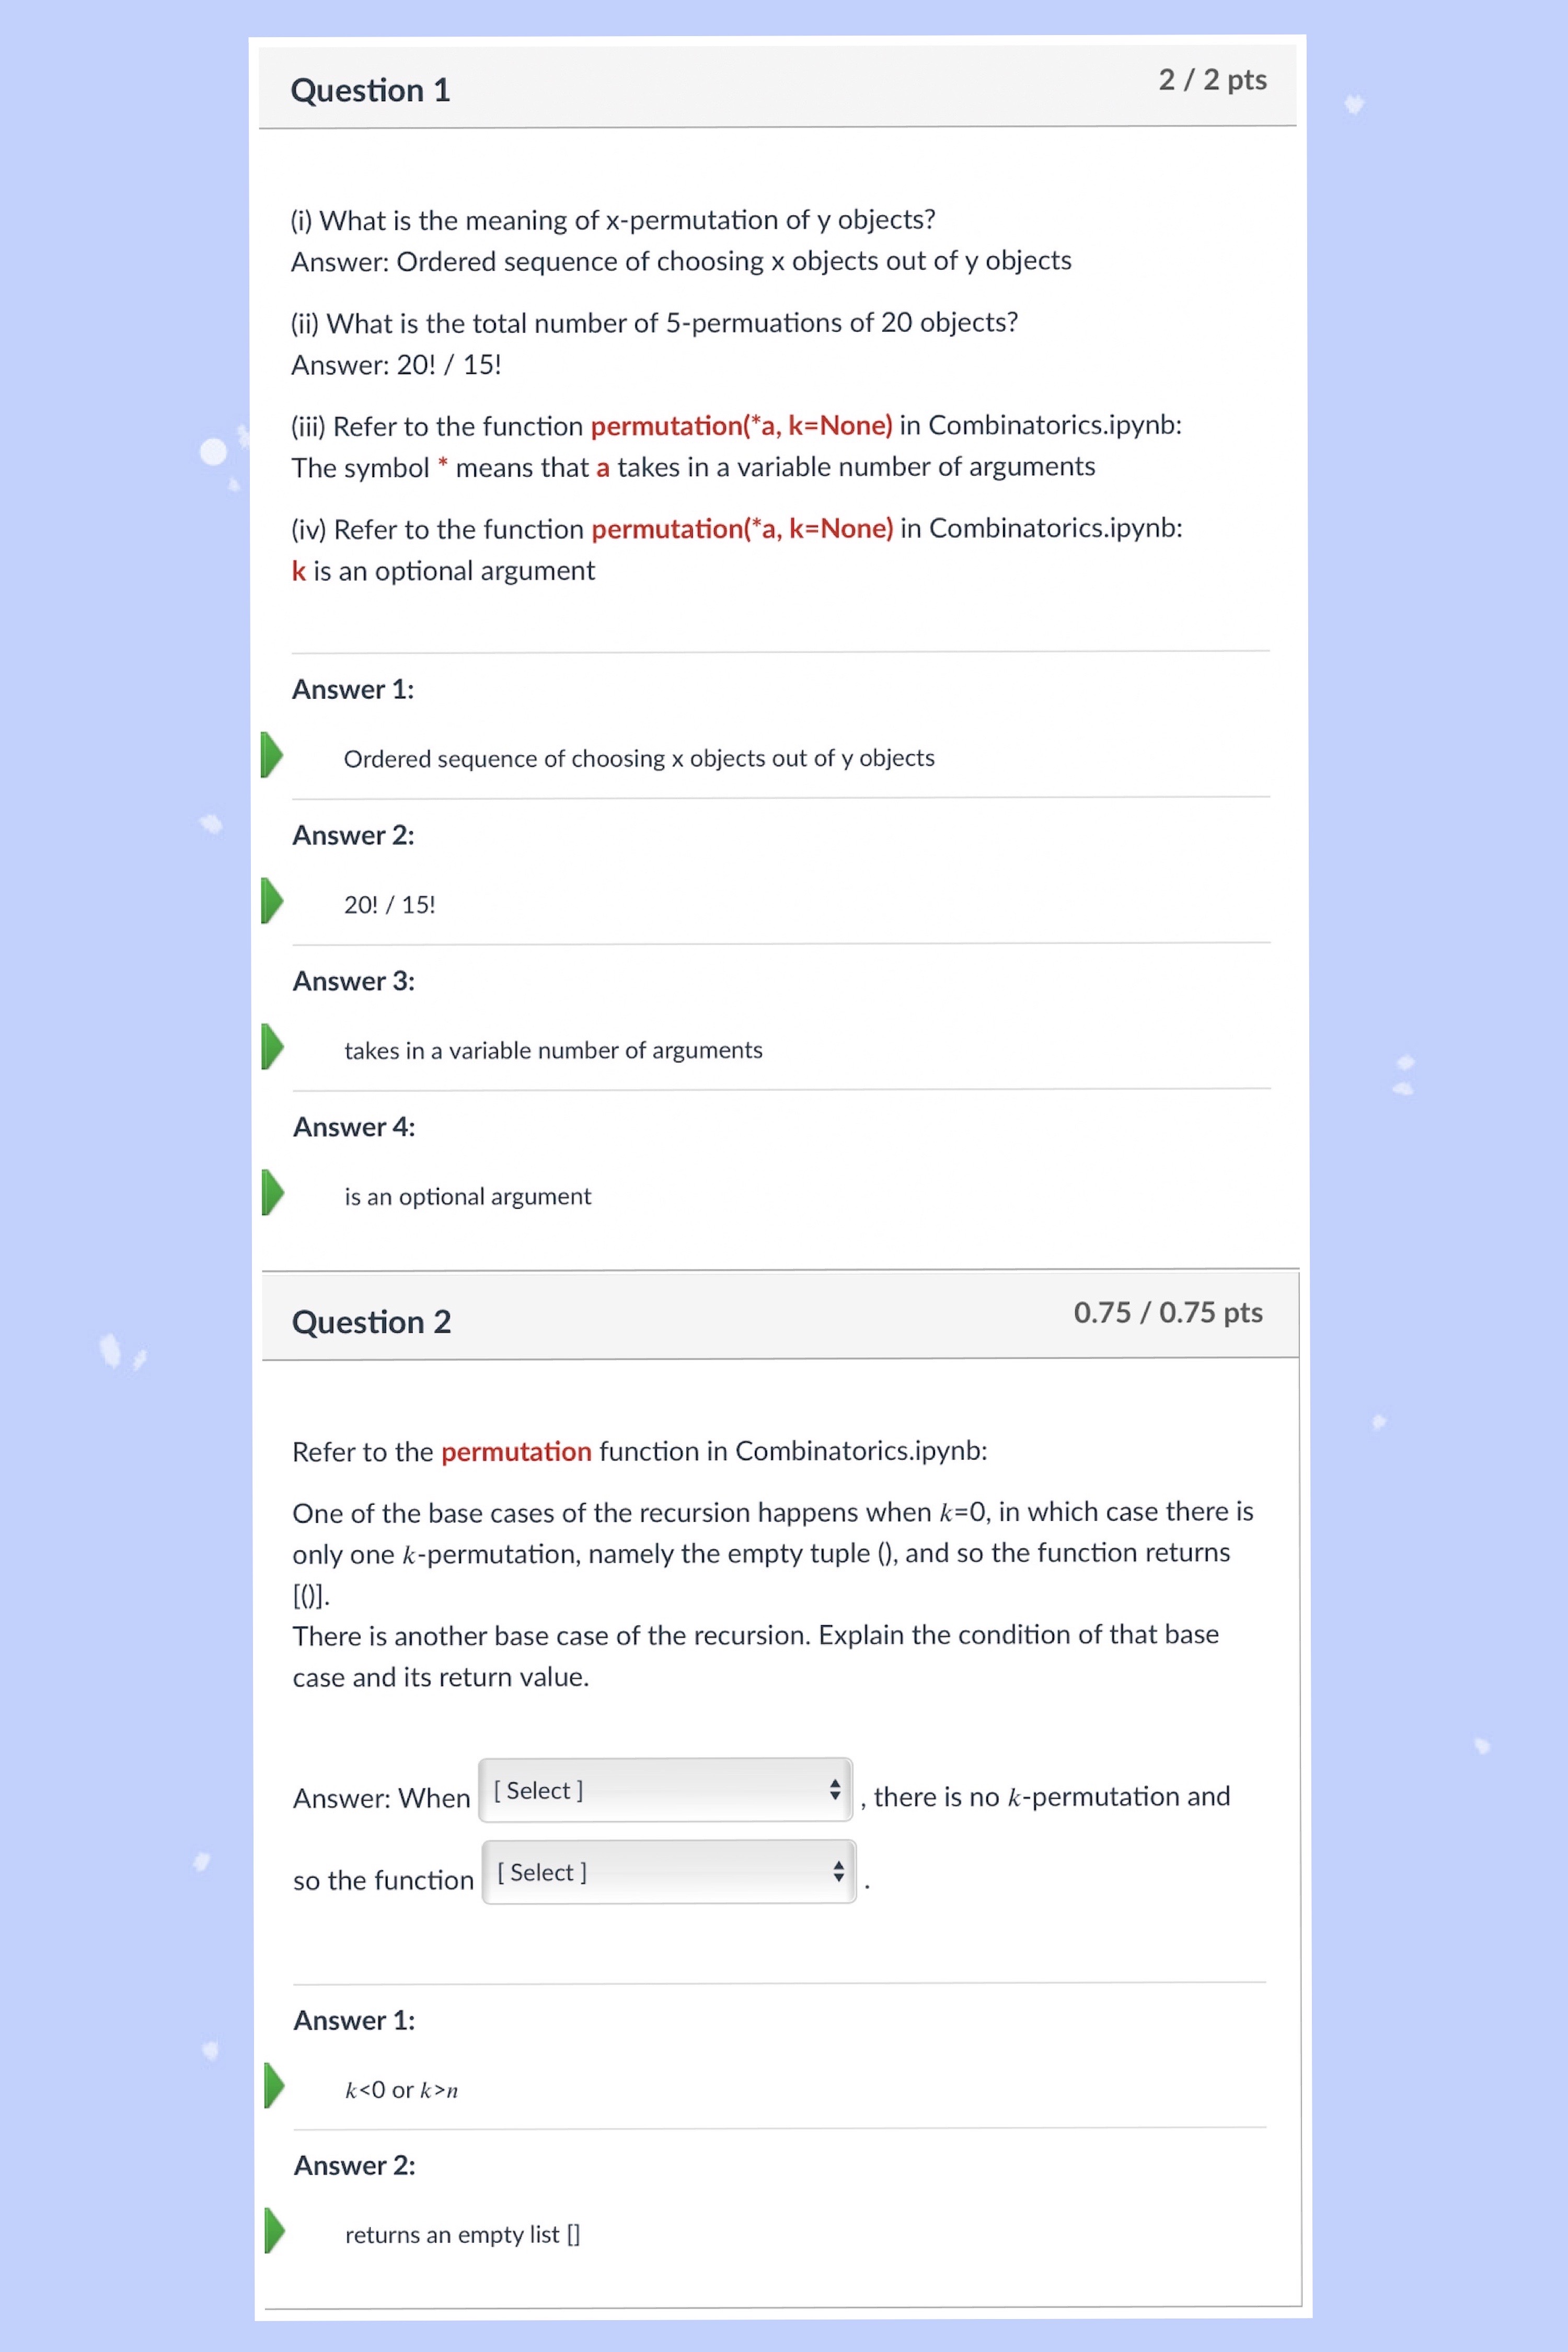 Question 1
2 / 2 pts
(i) What is the meaning of x-permutation of y objects?
Answer: Ordered sequence of choosing x objects out of y objects
(ii) What is the total number of 5-permuations of 20 objects?
Answer: 20! / 15!
(iii) Refer to the function permutation(*a, k=None) in Combinatorics.ipynb:
The symbol * means that a takes in a variable number of arguments
(iv) Refer to the function permutation(*a, k=None) in Combinatorics.ipynb:
k is an optional argument
Answer 1:
Ordered sequence of choosing x objects out of y objects
Answer 2:
20! / 15!
Answer 3:
takes in a variable number of arguments
Answer 4:
is an optional argument
Question 2
0.75 / 0.75 pts
Refer to the permutation function in Combinatorics.ipynb:
One of the base cases of the recursion happens when k=0, in which case there is
only one k-permutation, namely the empty tuple (), and so the function returns
[()].
There is another base case of the recursion. Explain the condition of that base
case and its return value.
Answer: When [ Select ] , there is no k-permutation and
so the function [ Select ] .
Answer 1:
k<0 or k>n
Answer 2:
returns an empty list []